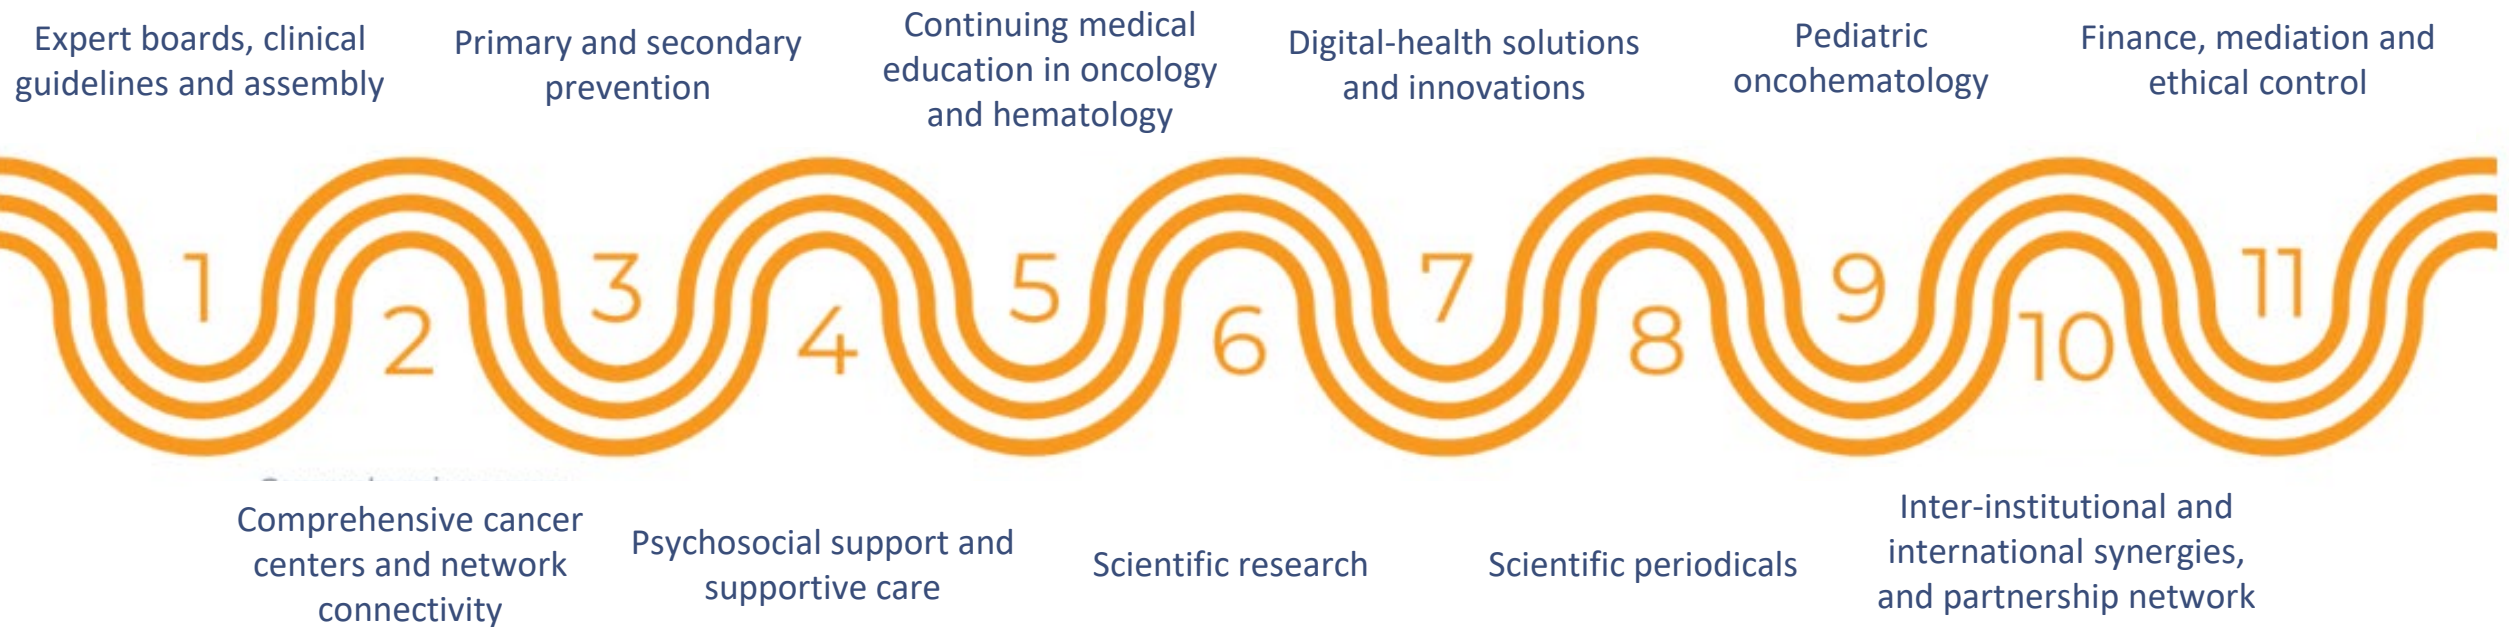 Expert boards, clinical
guidelines and assembly
Primary and secondary
prevention
Continuing medical
education in oncology
and hematology
Digital-health solutions
and innovations
Pediatric
oncohematology
Finance, mediation and
ethical control
1
2
3
4
5
6
7
8
9
10
11
Comprehensive cancer
centers and network
connectivity
Psychosocial support and
supportive care
Scientific research
Scientific periodicals
Inter-institutional and
international synergies,
and partnership network